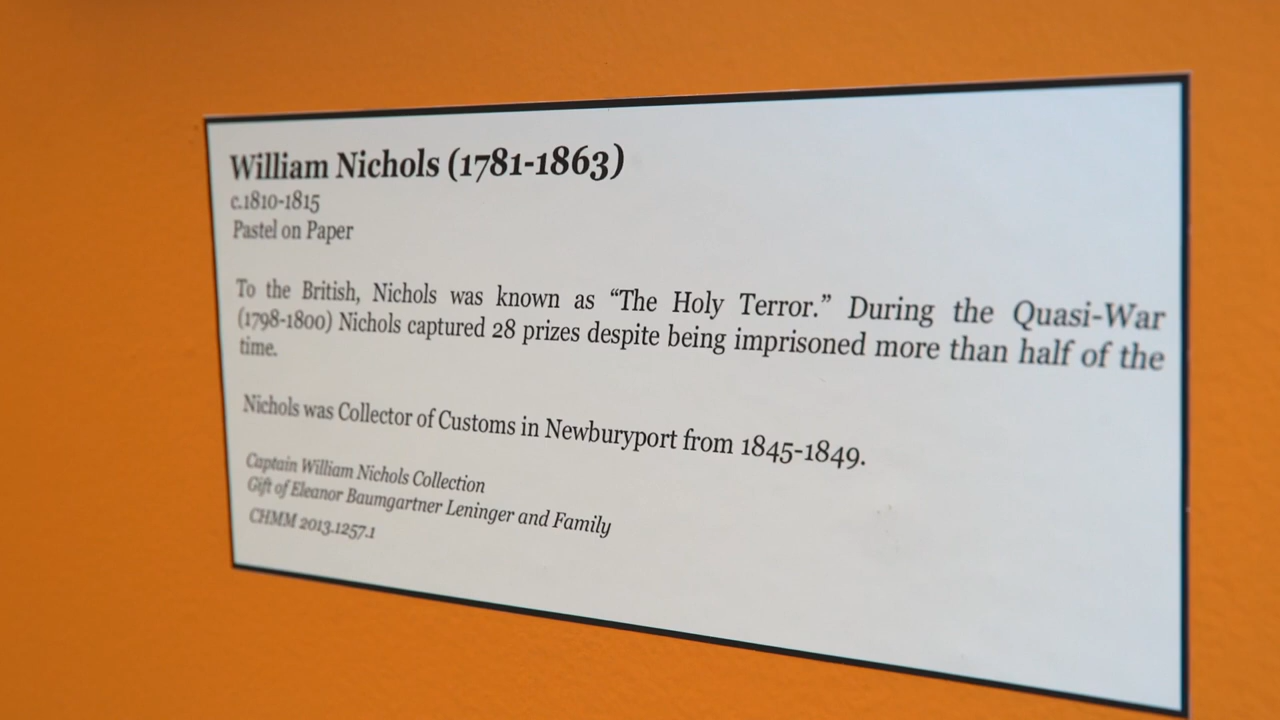 William Nichols (1781-1863)
c.1810-1815
Pastel on Paper
To the British, Nichols was known as “The Holy Terror.” During the Quasi-War
(1798-1800) Nichols captured 28 prizes despite being imprisoned more than half of the
time.
Nichols was Collector of Customs in Newburyport from 1845-1849.
Captain William Nichols Collection
Gift of Eleanor Baumgartner Leninger and Family
CHMM 2013.1257.1